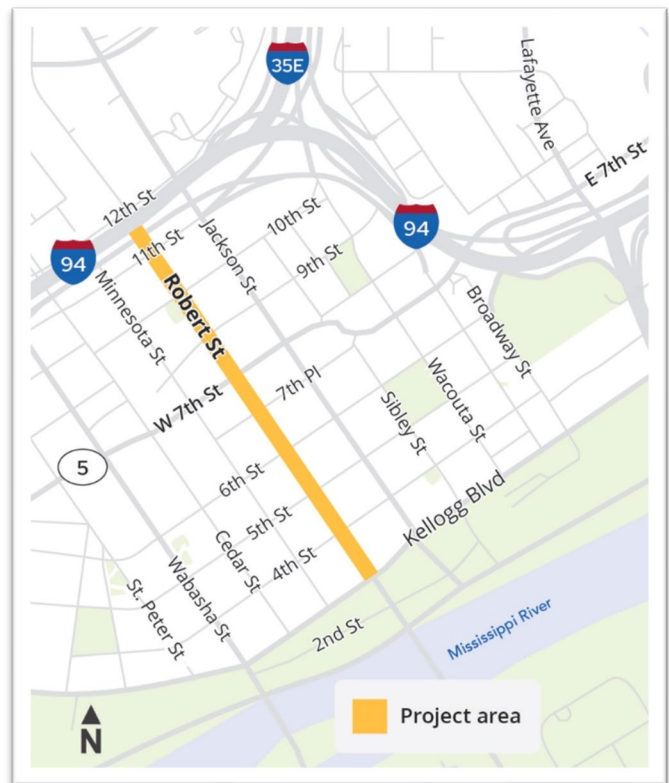 35E
Lafayette Ave
E 7th St
12th St
11th St
94
Jackson St
10th St
9th St
94
Minnesota St
Robert St
Broadway St
W 7th St
7th Pl
Sibley St
Wacouta St
5
6th St
5th St
4th St
Kellogg Blvd
Cedar St
Wabasha St
St. Peter St
2nd St
Mississippi River
N
Project area